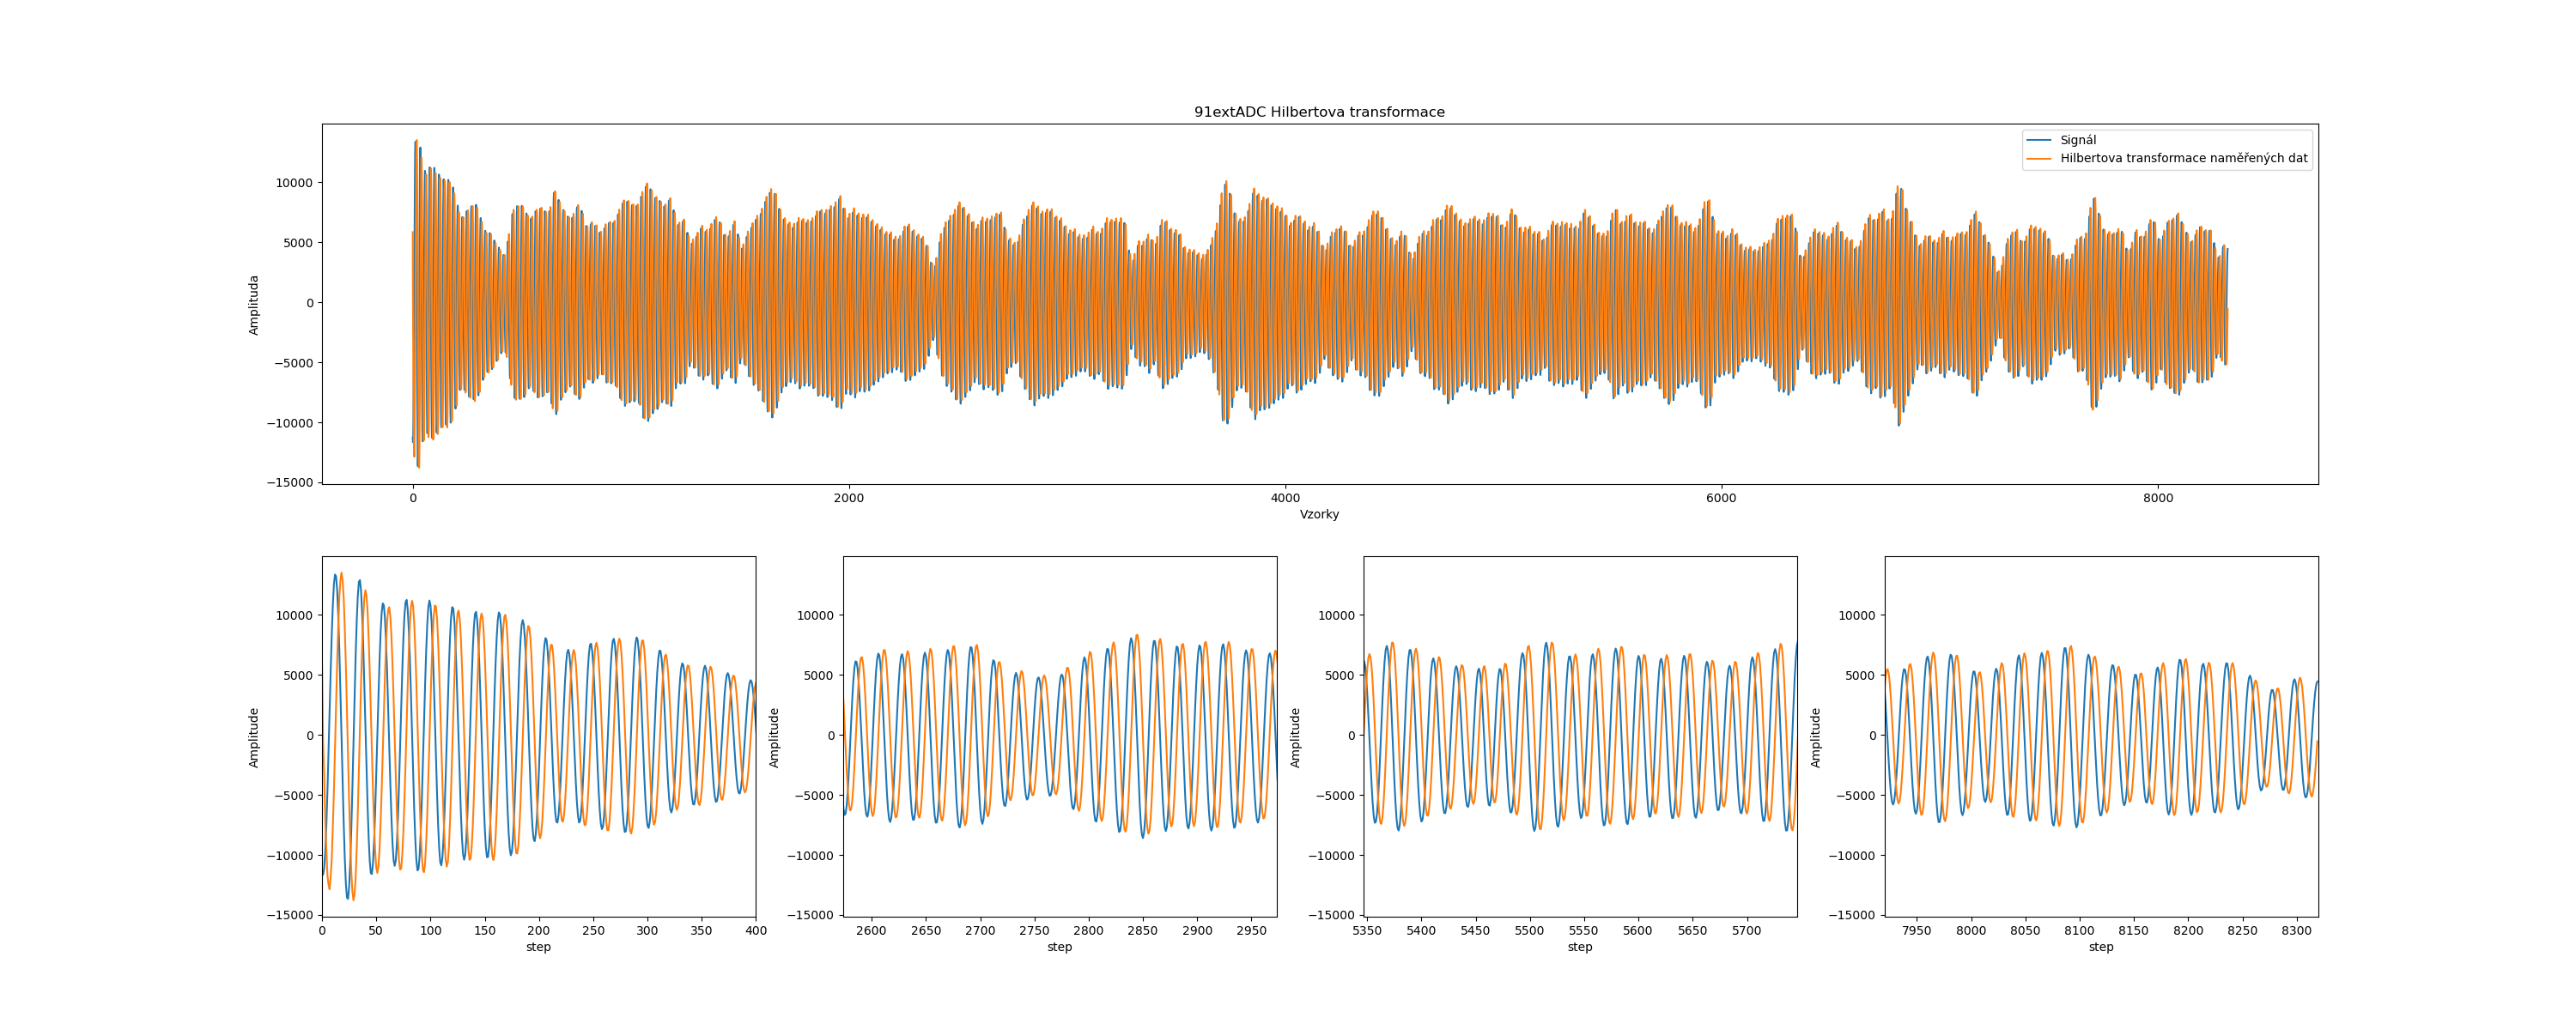 91extADC Hilbertova transformace
Signál
Hilbertova transformace naměřených dat
10000
5000
0
−5000
−10000
−15000
Amplituda
0 2000 4000 6000 8000
Vzorky
10000
5000
0
−5000
−10000
−15000
Amplitude
0 50 100 150 200 250 300 350 400
step
10000
5000
0
−5000
−10000
−15000
Amplitude
2600 2650 2700 2750 2800 2850 2900 2950
step
10000
5000
0
−5000
−10000
−15000
Amplitude
5350 5400 5450 5500 5550 5600 5650 5700
step
10000
5000
0
−5000
−10000
−15000
Amplitude
7950 8000 8050 8100 8150 8200 8250 8300
step